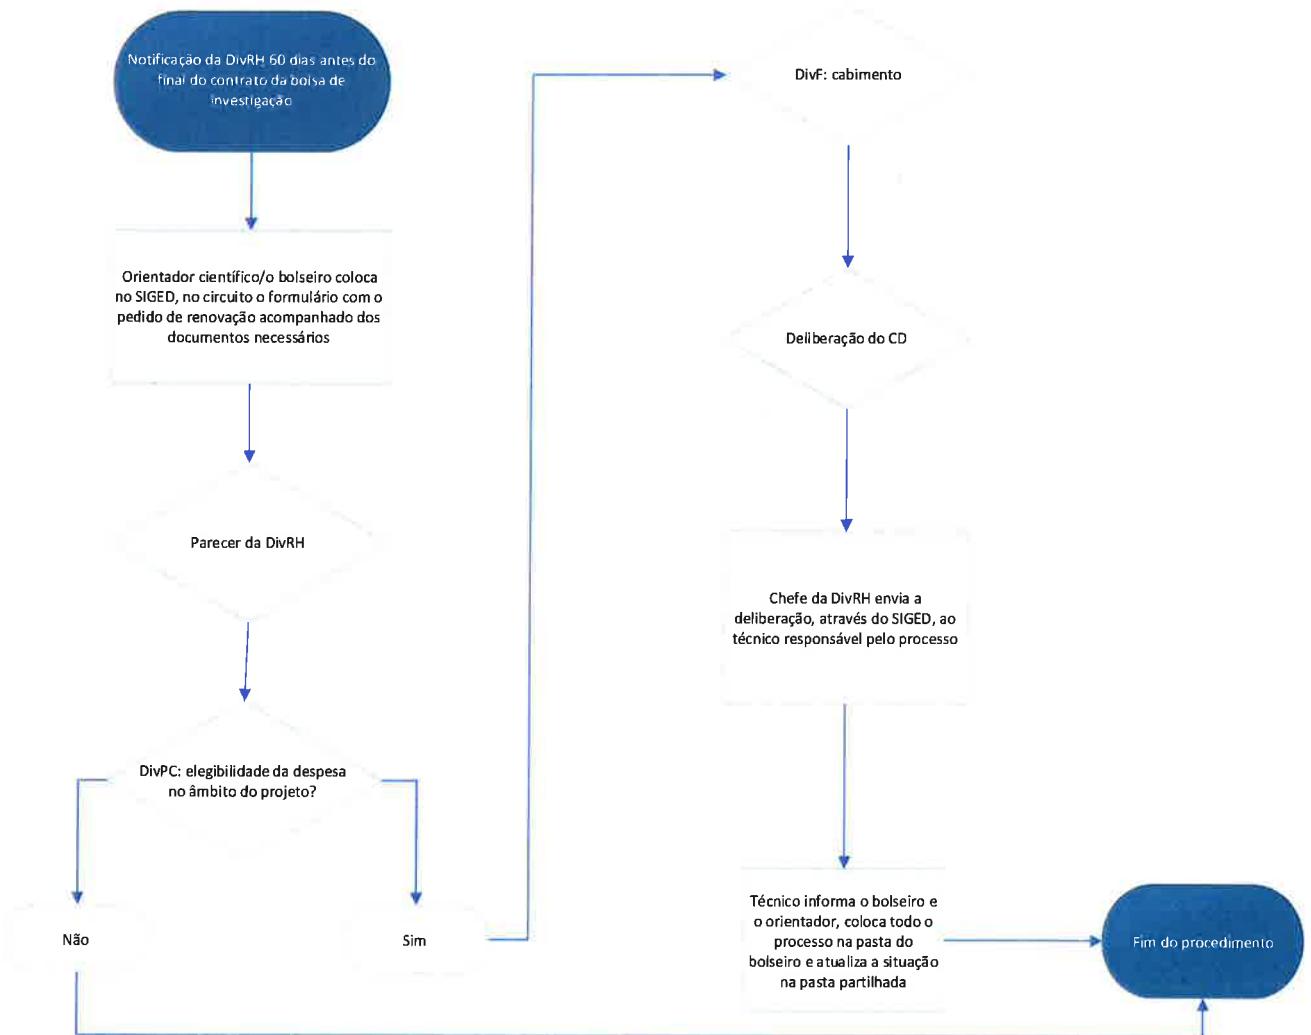 Notificação da DivRH 60 dias antes do
final do contrato da bolsa de
investigação
Orientador científico/o bolseiro coloca
no SIGED, no circuito o formulário com o
pedido de renovação acompanhado dos
documentos necessários
Parecer da DivRH
DivPC: elegibilidade da despesa
no âmbito do projeto?
Não
Sim
DivF: cabimento
Deliberação do CD
Chefe da DivRH envia a
deliberação, através do SIGED, ao
técnico responsável pelo processo
Técnico informa o bolseiro e
o orientador, coloca todo o
processo na pasta do
bolseiro e atualiza a situação
na pasta partilhada
Fim do procedimento